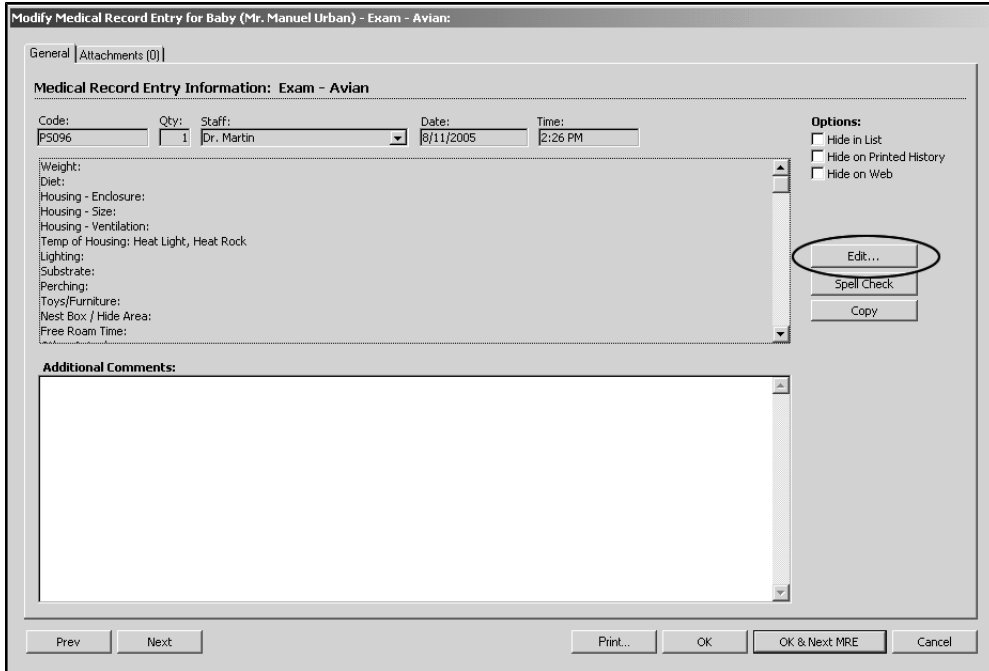 Modify Medical Record Entry for Baby (Mr. Manuel Urban) - Exam - Avian:
General Attachments (0)
Medical Record Entry Information: Exam - Avian
Code: Qty: Staff: Date: Time: Options:
PS096 1 Dr. Martin 8/11/2005 2:26 PM Hide in List
Hide on Printed History
Hide on Web
Weight:
Diet:
Housing - Enclosure:
Housing - Size:
Housing - Ventilation:
Temp of Housing: Heat Light, Heat Rock
Lighting:
Substrate:
Perching:
Toys/Furniture:
Nest Box / Hide Area:
Free Roam Time:
Edit...
Spell Check
Copy
Additional Comments:
Prev Next Print... OK OK & Next MRE Cancel